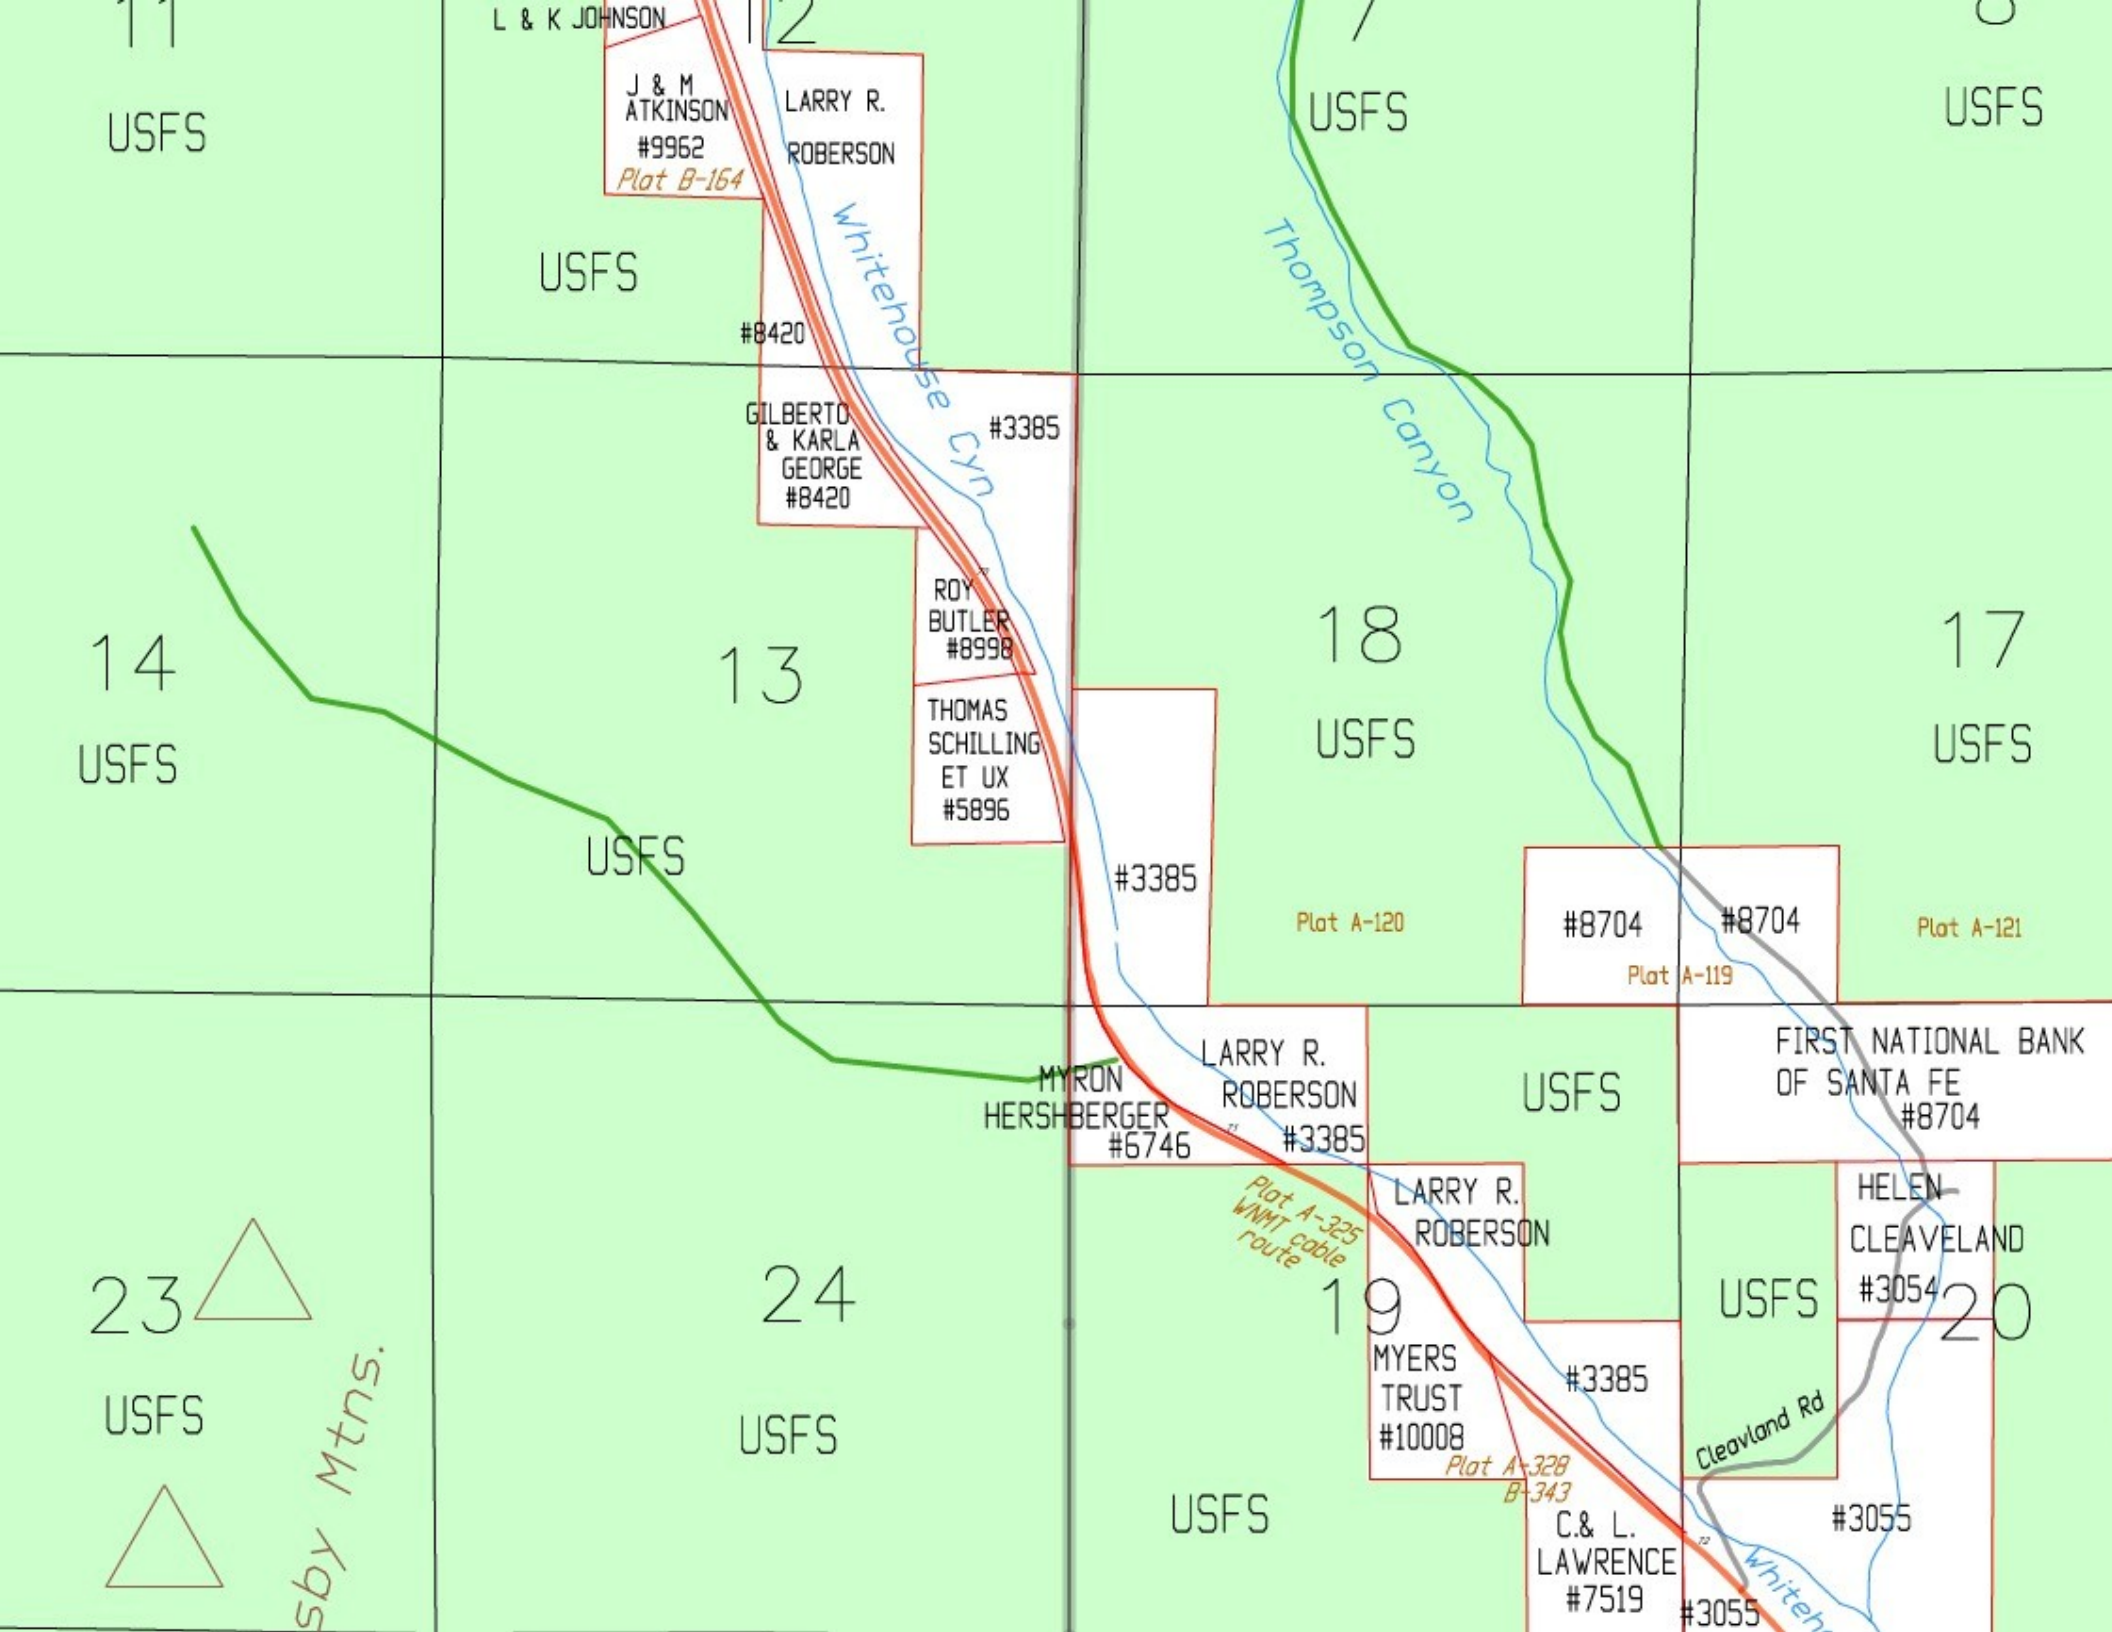 11
L & K JOHNSON
12
7
8
J & M
ATKINSON
#9962
Plat B-164
LARRY R.
ROBERSON
USFS
USFS
USFS
USFS
Whitehouse Cyn
Thompson Canyon
#8420
GILBERTO
& KARLA
GEORGE
#8420
#3385
ROY
BUTLER
#8998
THOMAS
SCHILLING
ET UX
#5896
14
USFS
13
USFS
18
USFS
17
USFS
#3385
Plat A-120
#8704
#8704
Plat A-119
Plat A-121
MYRON
HERSHBERGER
#6746
LARRY R.
ROBERSON
#3385
71
USFS
FIRST NATIONAL BANK
OF SANTA FE
#8704
Plat A-325
WNMT cable
route
LARRY R.
ROBERSON
HELEN
CLEAVELAND
#3054
23
USFS
24
USFS
19
USFS
20
MYERS
TRUST
#10008
#3385
Cleavland Rd
Plat A-328
B-343
USFS
C.& L.
LAWRENCE
#7519
72
#3055
#3055
Whiteh
sby Mtns.